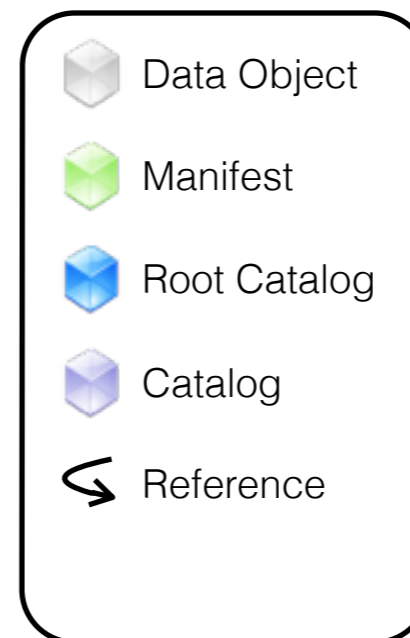 Data Object
Manifest
Root Catalog
Catalog
Reference